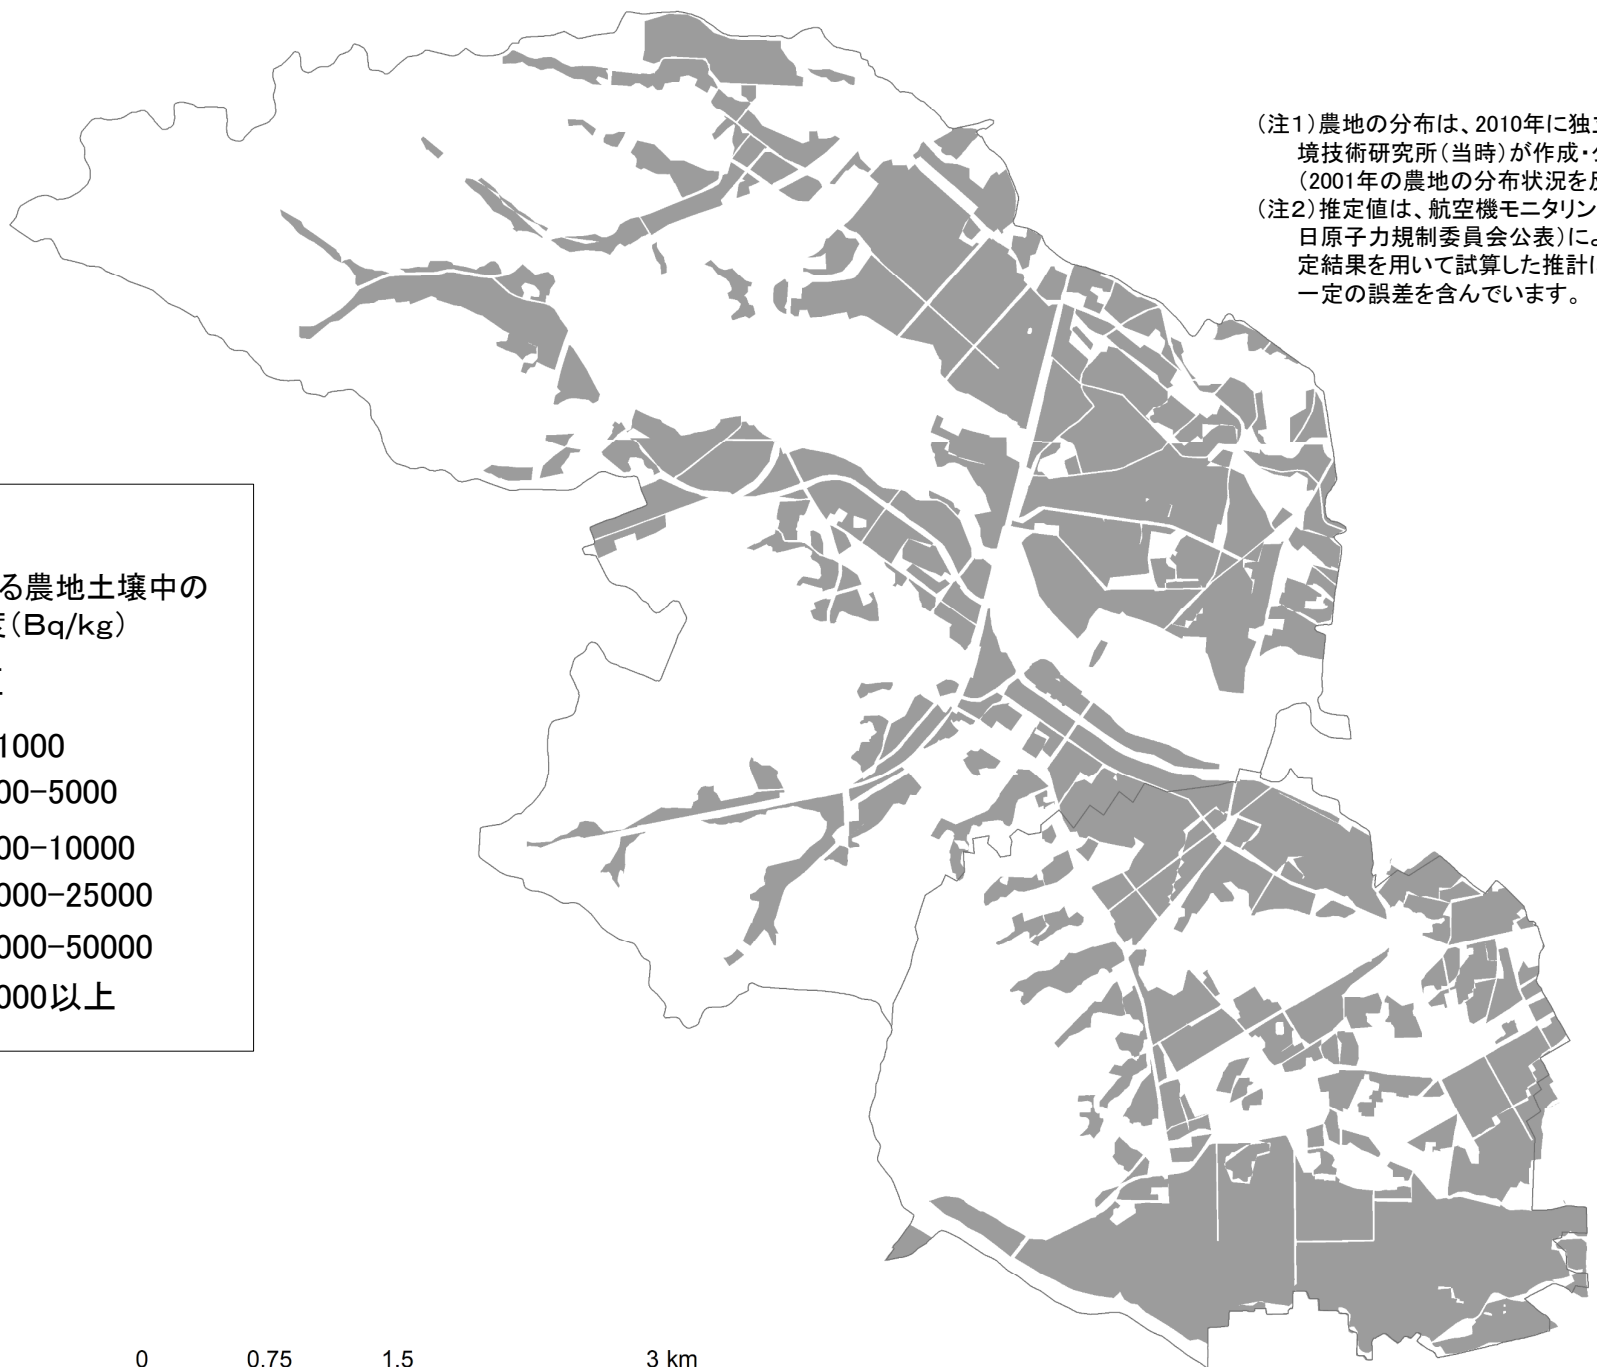 (注1)農地の分布は、2010年に独
境技術研究所(当時)が作成・
(2001年の農地の分布状況を
(注2)推定値は、航空機モニタリン
日原子力規制委員会公表)に
定結果を用いて試算した推計
一定の誤差を含んでいます。
る農地土壌中の
(Bq/kg)
1000
00-5000
00-10000
000-25000
000-50000
000以上
0 0.75 1.5 3 km